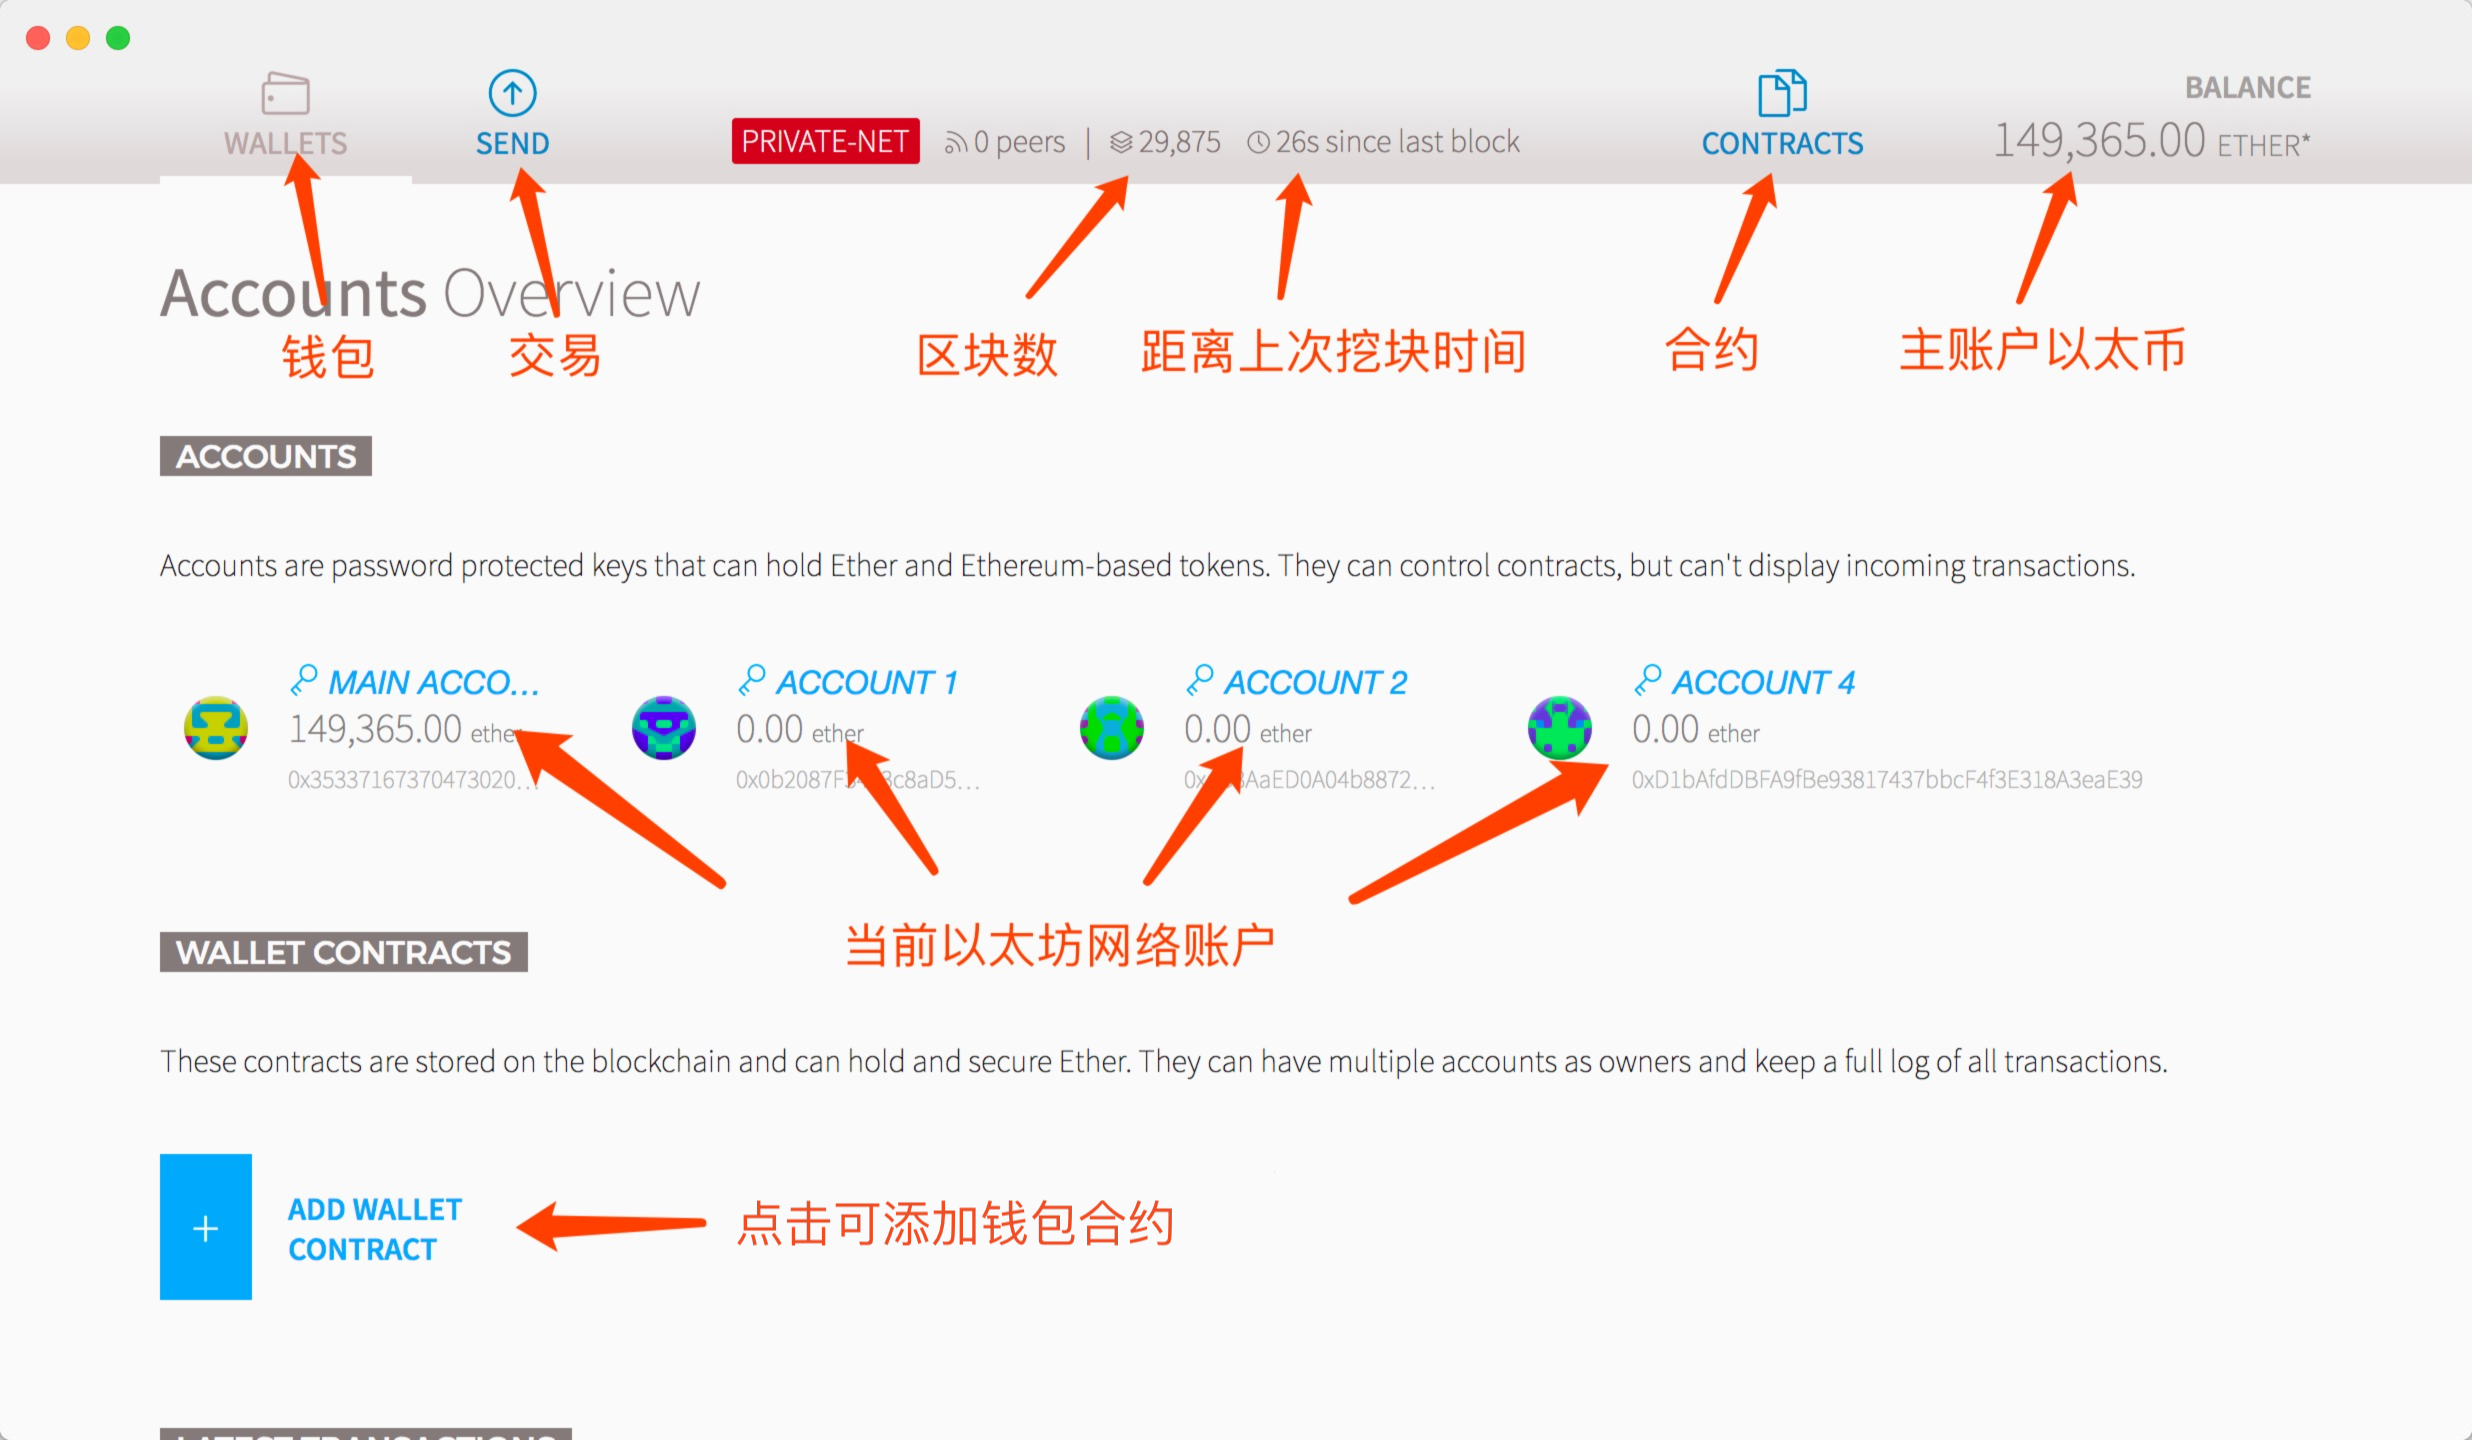 BALANCE
WALLETS
SEND
PRIVATE-NET
0 peers | 29,875 26s since last block
CONTRACTS
149,365.00 ETHER*
Accounts Overview
钱包
交易
区块数
距离上次挖块时间
合约
主账户以太币
ACCOUNTS
Accounts are password protected keys that can hold Ether and Ethereum-based tokens. They can control contracts, but can't display incoming transactions.
MAIN ACCO...
149,365.00 ether
0x35337167370473020...
ACCOUNT 1
0.00 ether
ACCOUNT 2
0.00 ether
ACCOUNT 4
0.00 ether
0xD1bAfdDBFA9fBe93817437bbcF4f3E318A3eaE39
当前以太坊网络账户
WALLET CONTRACTS
These contracts are stored on the blockchain and can hold and secure Ether. They can have multiple accounts as owners and keep a full log of all transactions.
+
ADD WALLET
CONTRACT
点击可添加钱包合约
LATEST TRANSACTIONS